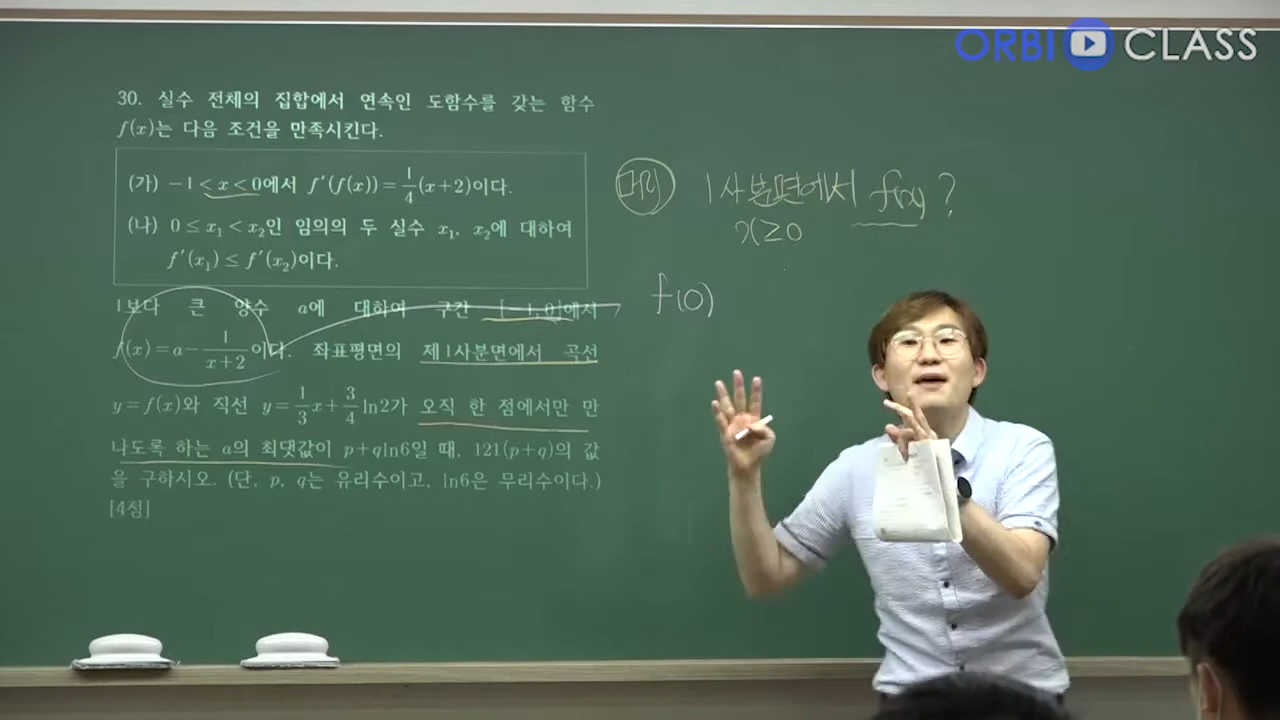 ORBI CLASS
30. 실수 전체의 집합에서 연속인 도함수를 갖는 함수
f(x)는 다음 조건을 만족시킨다.
(가) -1<x<0에서 f′(f(x))=1/4(x+2)이다.
(나) 0≤x₁<x₂인 임의의 두 실수 x₁, x₂에 대하여
f′(x₁)≤f′(x₂)이다.
1보다 큰 양수 a에 대하여 구간 [-1, 0]에서
f(x)=a-1/(x+2)이다. 좌표평면의 제1사분면에서 곡선
y=f(x)와 직선 y=1/3x+3/4ln2가 오직 한 점에서만 만
나도록 하는 a의 최댓값이 p+qln6일 때, 121(p+q)의 값
을 구하시오. (단, p, q는 유리수이고, ln6은 무리수이다.)
[4점]
1사분면에서 f(x)?
x≥0
f(0)